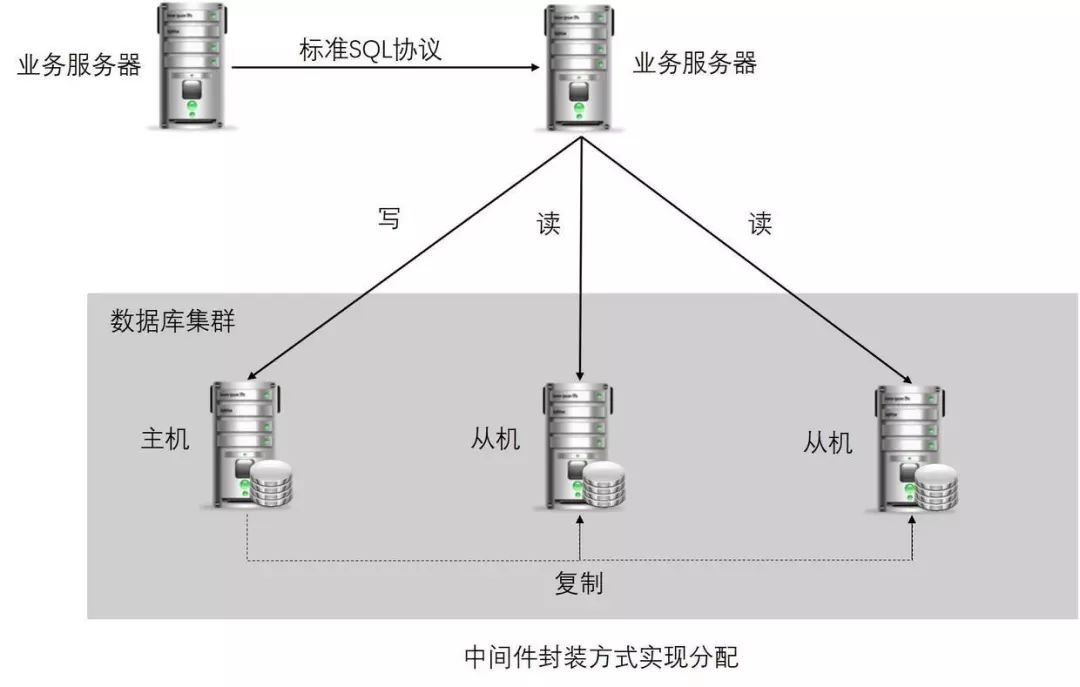 业务服务器
标准SQL协议
业务服务器
写
读
读
数据库集群
主机
从机
从机
复制
中间件封装方式实现分配